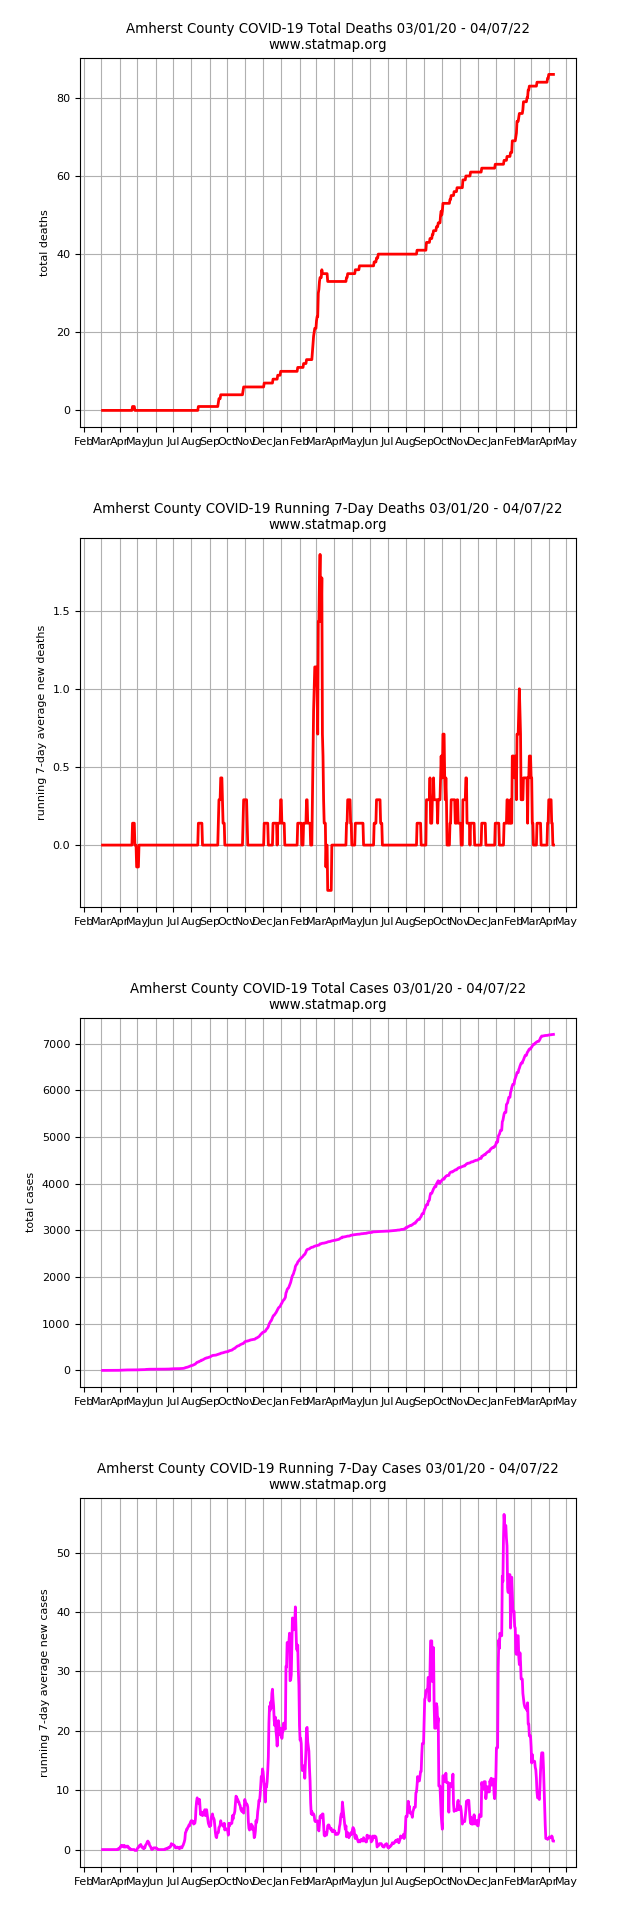 Amherst County COVID-19 Total Deaths 03/01/20 - 04/07/22
www.statmap.org
80
60
40
20
0
total deaths
Feb Mar Apr May Jun Jul Aug Sep Oct Nov Dec Jan Feb Mar Apr May Jun Jul Aug Sep Oct Nov Dec Jan Feb Mar Apr May
Amherst County COVID-19 Running 7-Day Deaths 03/01/20 - 04/07/22
www.statmap.org
1.5
1.0
0.5
0.0
running 7-day average new deaths
Feb Mar Apr May Jun Jul Aug Sep Oct Nov Dec Jan Feb Mar Apr May Jun Jul Aug Sep Oct Nov Dec Jan Feb Mar Apr May
Amherst County COVID-19 Total Cases 03/01/20 - 04/07/22
www.statmap.org
7000
6000
5000
4000
3000
2000
1000
0
total cases
Feb Mar Apr May Jun Jul Aug Sep Oct Nov Dec Jan Feb Mar Apr May Jun Jul Aug Sep Oct Nov Dec Jan Feb Mar Apr May
Amherst County COVID-19 Running 7-Day Cases 03/01/20 - 04/07/22
www.statmap.org
50
40
30
20
10
0
running 7-day average new cases
Feb Mar Apr May Jun Jul Aug Sep Oct Nov Dec Jan Feb Mar Apr May Jun Jul Aug Sep Oct Nov Dec Jan Feb Mar Apr May